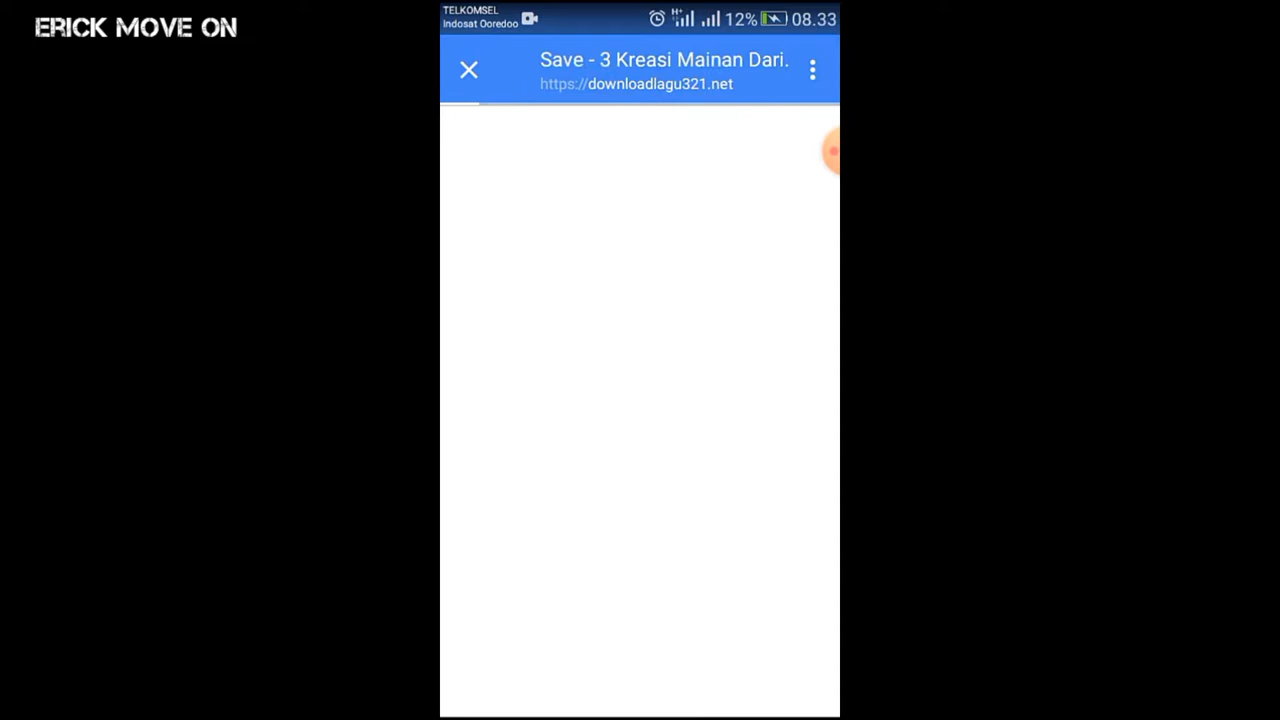 ERICK MOVE ON
TELKOMSEL
Indosat Ooredoo
H+
12%
08.33
Save - 3 Kreasi Mainan Dari.
https://downloadlagu321.net